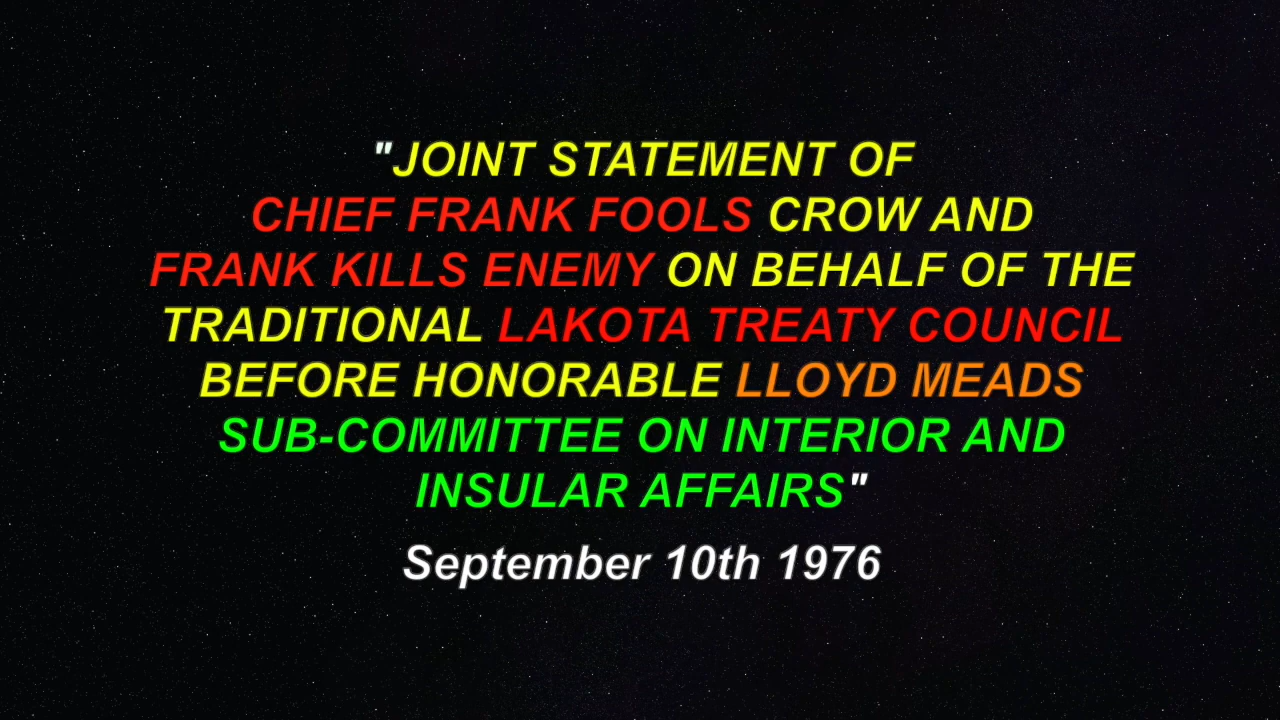 "JOINT STATEMENT OF
CHIEF FRANK FOOLS CROW AND
FRANK KILLS ENEMY ON BEHALF OF THE
TRADITIONAL LAKOTA TREATY COUNCIL
BEFORE HONORABLE LLOYD MEADS
SUB-COMMITTEE ON INTERIOR AND
INSULAR AFFAIRS"
September 10th 1976